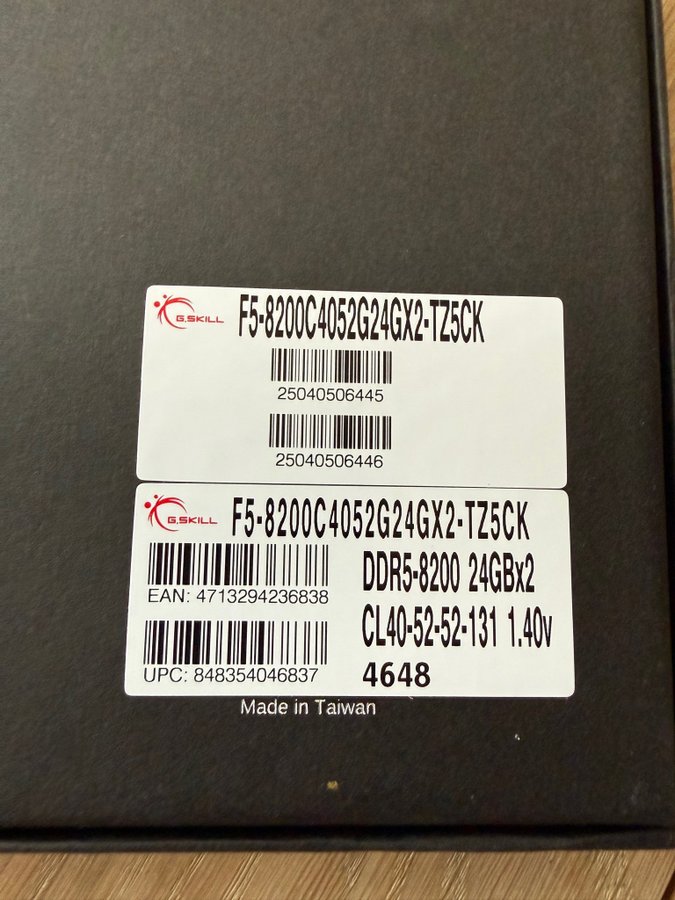 G.SKILL
F5-8200C4052G24GX2-TZ5CK
25040506445
25040506446
G.SKILL
F5-8200C4052G24GX2-TZ5CK
EAN: 4713294236838
DDR5-8200 24GBx2
CL40-52-52-131 1.40v
UPC: 848354046837
4648
Made in Taiwan